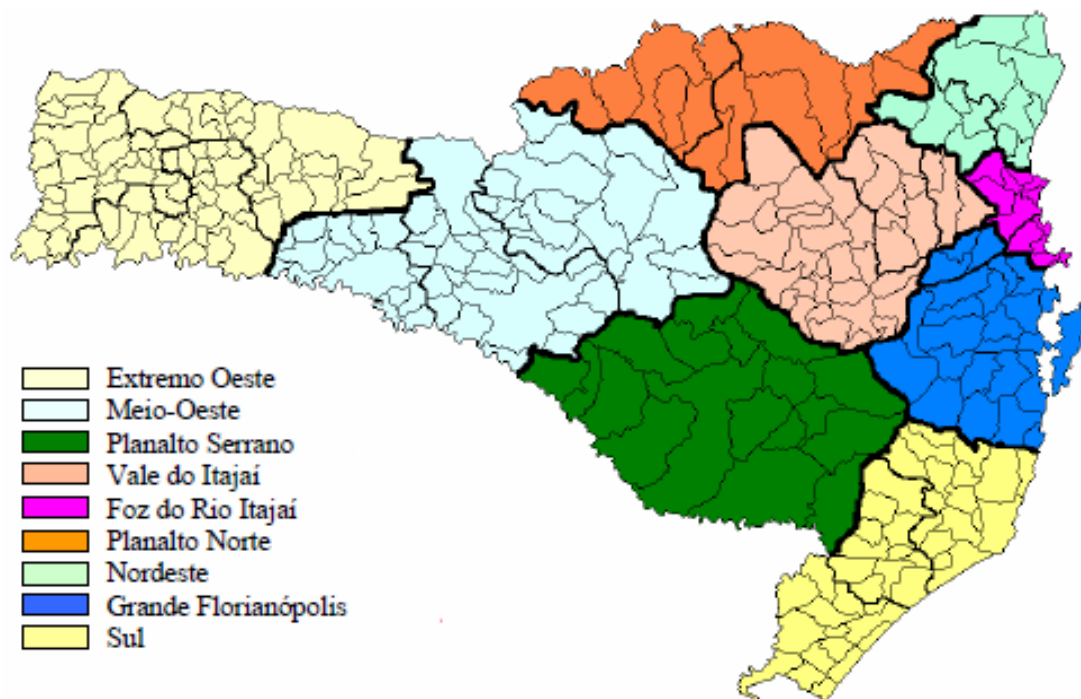 Extremo Oeste
Meio-Oeste
Planalto Serrano
Vale do Itajaí
Foz do Rio Itajaí
Planalto Norte
Nordeste
Grande Florianópolis
Sul